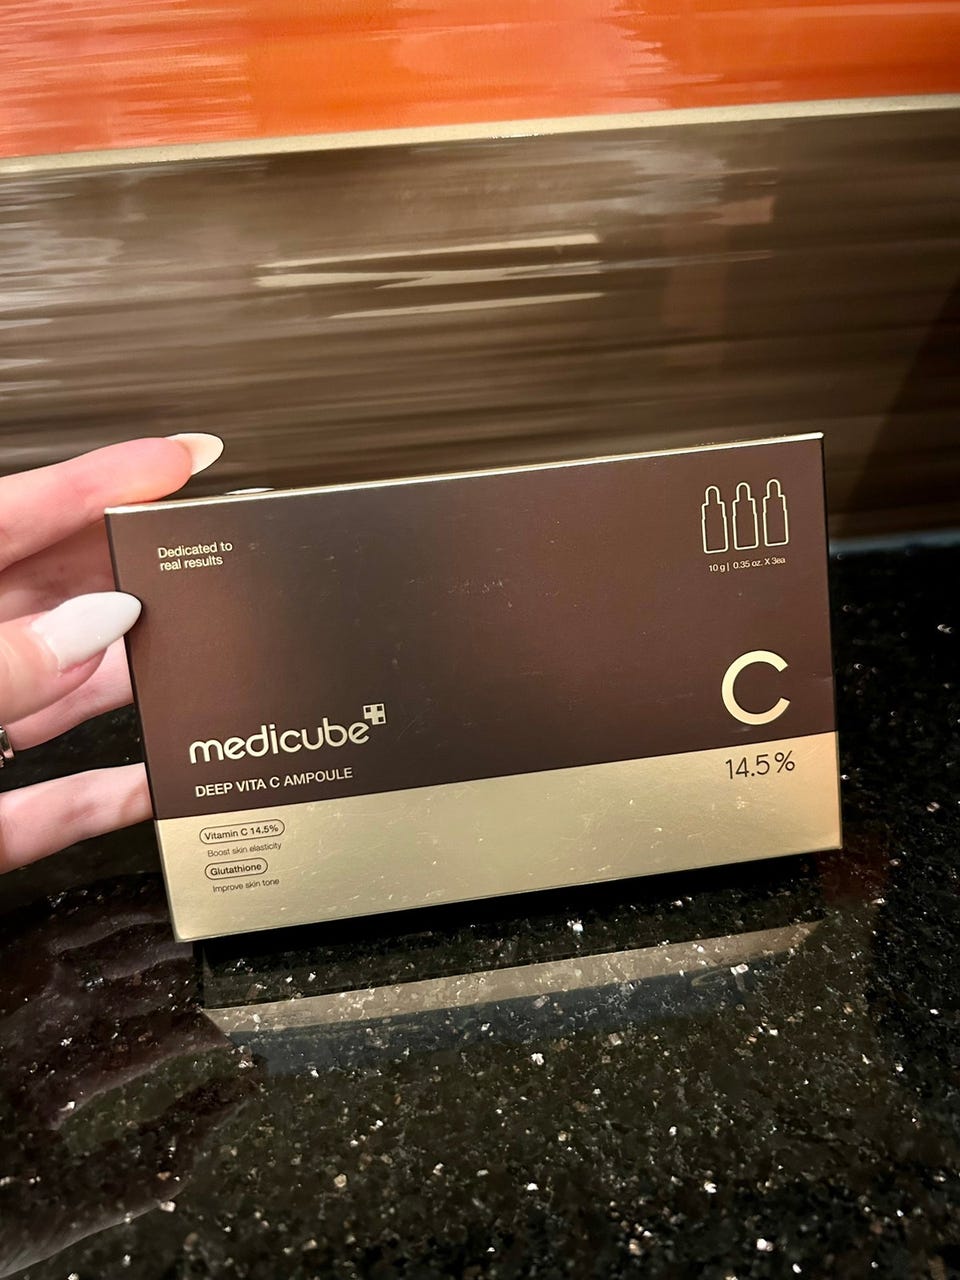 Dedicated to
real results
10 g | 0.35 oz. X 3ea
C
14.5%
medicube
DEEP VITA C AMPOULE
Vitamin C 14.5%
Boost skin elasticity
Glutathione
Improve skin tone